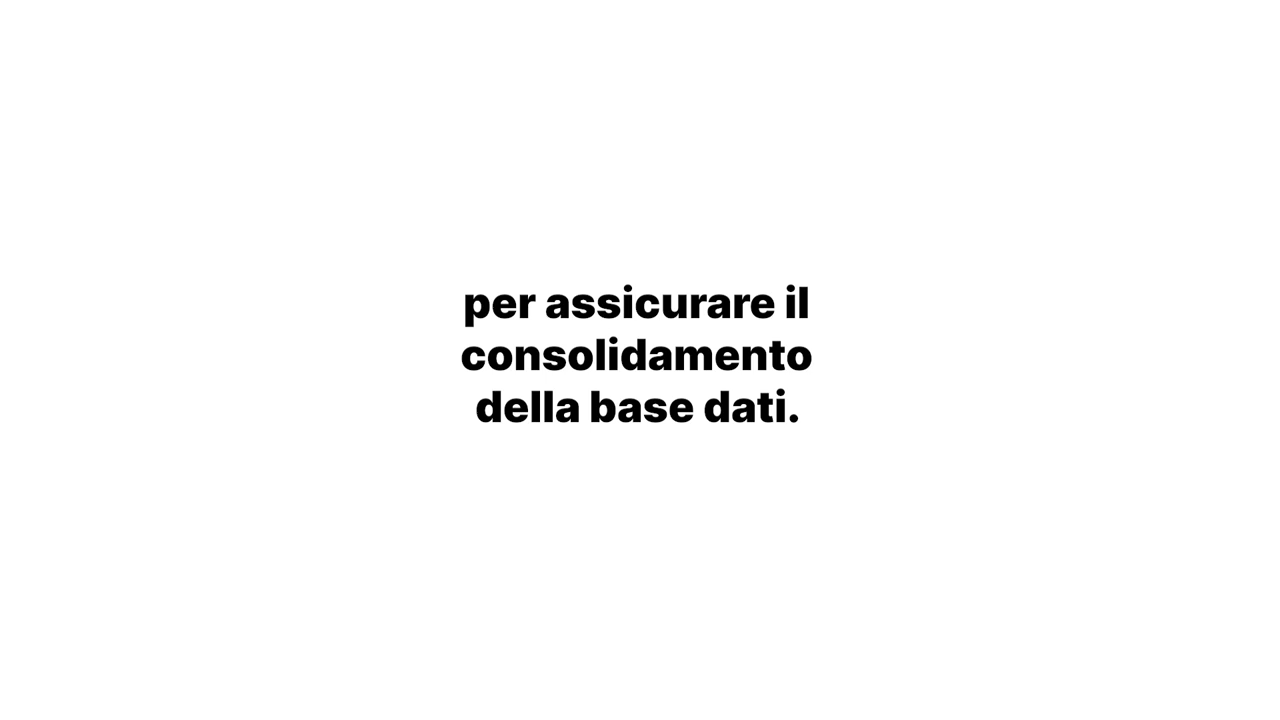 per assicurare il
consolidamento
della base dati.